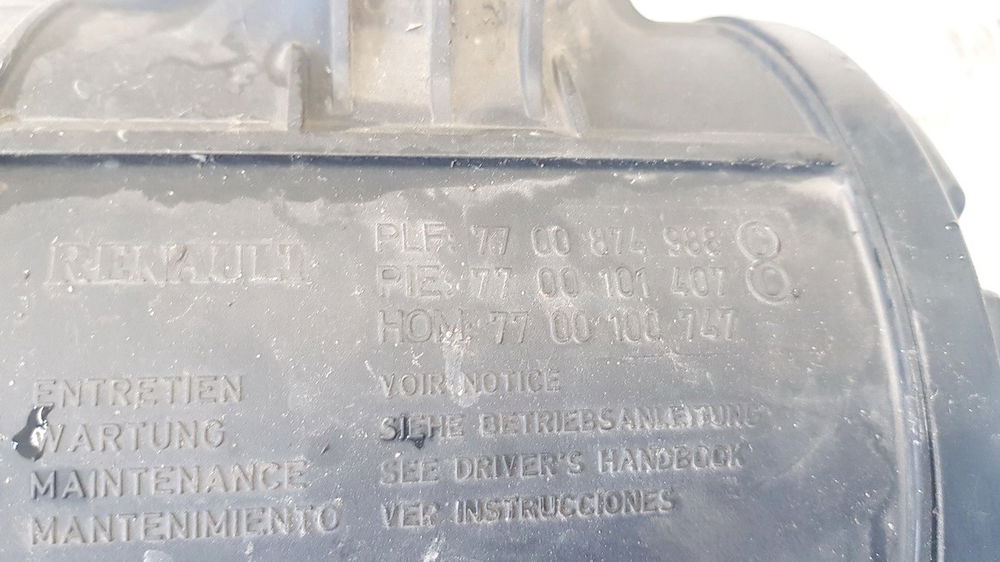 RENAULT
PLF: 77 00 874 988
PIE: 77 00 101 407
HOM: 77 00 100 747
ENTRETIEN VOIR NOTICE
WARTUNG SIEHE BETRIEBSANLEITUNG
MAINTENANCE SEE DRIVER'S HANDBOOK
MANTENIMIENTO VER INSTRUCCIONES